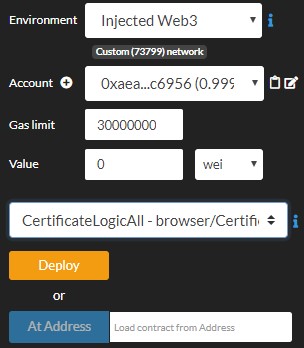 Environment Injected Web3 i
Custom (73799) network
Account 0xaea...c6956 (0.999
Gas limit 30000000
Value 0 wei
CertificateLogicAll - browser/Certifi i
Deploy
or
At Address Load contract from Address